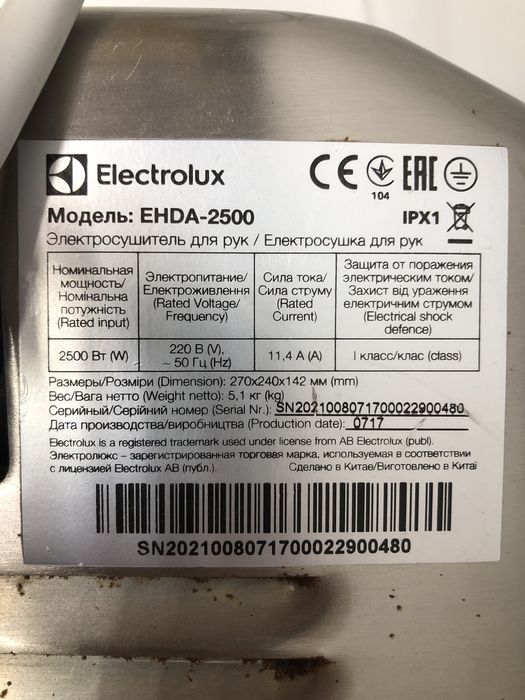 Electrolux
CE EAC
104
Модель: EHDA-2500 IPX1
Электросушитель для рук / Електросушка для рук
Номинальная мощность/ Номінальна потужність (Rated input)
Электропитание/ Електроживлення (Rated Voltage/ Frequency)
Сила тока/ Сила струму (Rated Current)
Защита от поражения электрическим током/ Захист від ураження електричним струмом (Electrical shock defence)
2500 Вт (W)
220 В (V), ~ 50 Гц (Hz)
11,4 А (A)
I класс/клас (class)
Размеры/Розміри (Dimension): 270x240x142 мм (mm)
Вес/Вага нетто (Weight netto): 5,1 кг (kg)
Серийный/Серійний номер (Serial Nr.): SN2021008071700022900480
Дата производства/виробництва (Production date): 0717
Electrolux is a registered trademark used under license from AB Electrolux (publ).
Электролюкс – зарегистрированная торговая марка, используемая в соответствии
с лицензией Electrolux AB (публ.). Сделано в Китае/Виготовлено в Китаї
SN2021008071700022900480